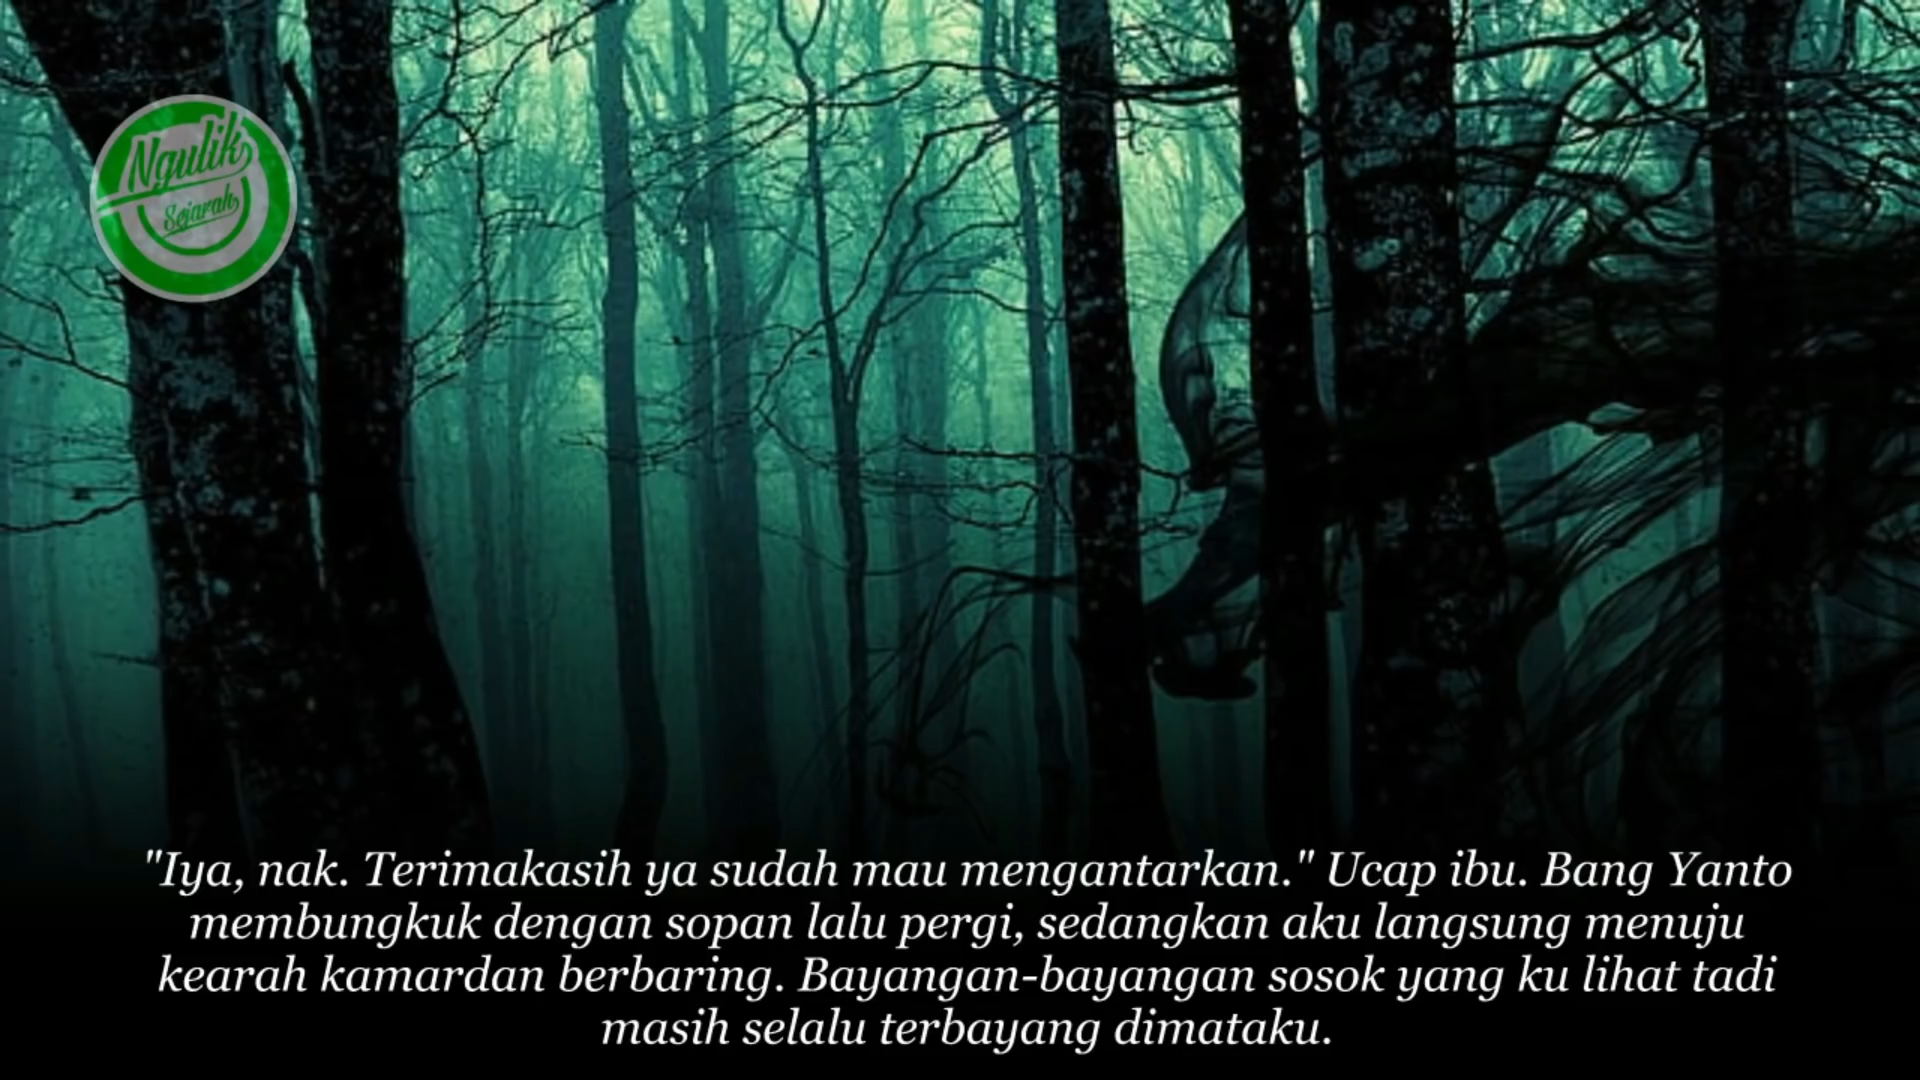 Ngulik
Sejarah
"Iya, nak. Terimakasih ya sudah mau mengantarkan." Ucap ibu. Bang Yanto
membungkuk dengan sopan lalu pergi, sedangkan aku langsung menuju
kearah kamardan berbaring. Bayangan-bayangan sosok yang ku lihat tadi
masih selalu terbayang dimataku.